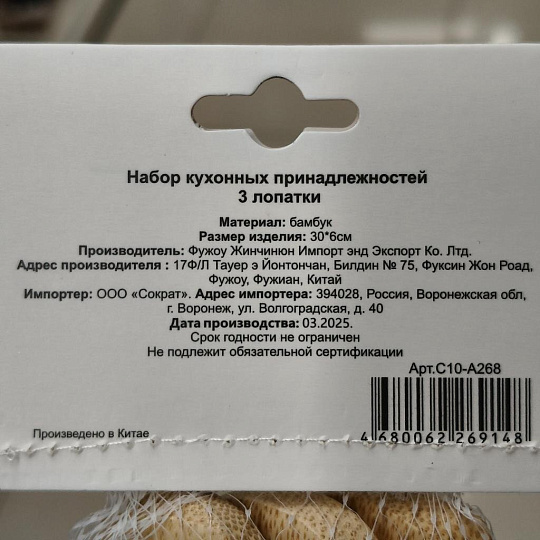 Набор кухонных принадлежностей
3 лопатки
Материал: бамбук
Размер изделия: 30*6см
Производитель: Фужоу Жинчинюн Импорт энд Экспорт Ко. Лтд.
Адрес производителя : 17Ф/Л Тауер э Йонтончан, Билдин № 75, Фуксин Жон Роад,
Фужоу, Фужиан, Китай
Импортер: ООО «Сократ». Адрес импортера: 394028, Россия, Воронежская обл,
г. Воронеж, ул. Волгоградская, д. 40
Дата производства: 03.2025.
Срок годности не ограничен
Не подлежит обязательной сертификации
Арт.С10-А268
Произведено в Китае
4 680062 269148